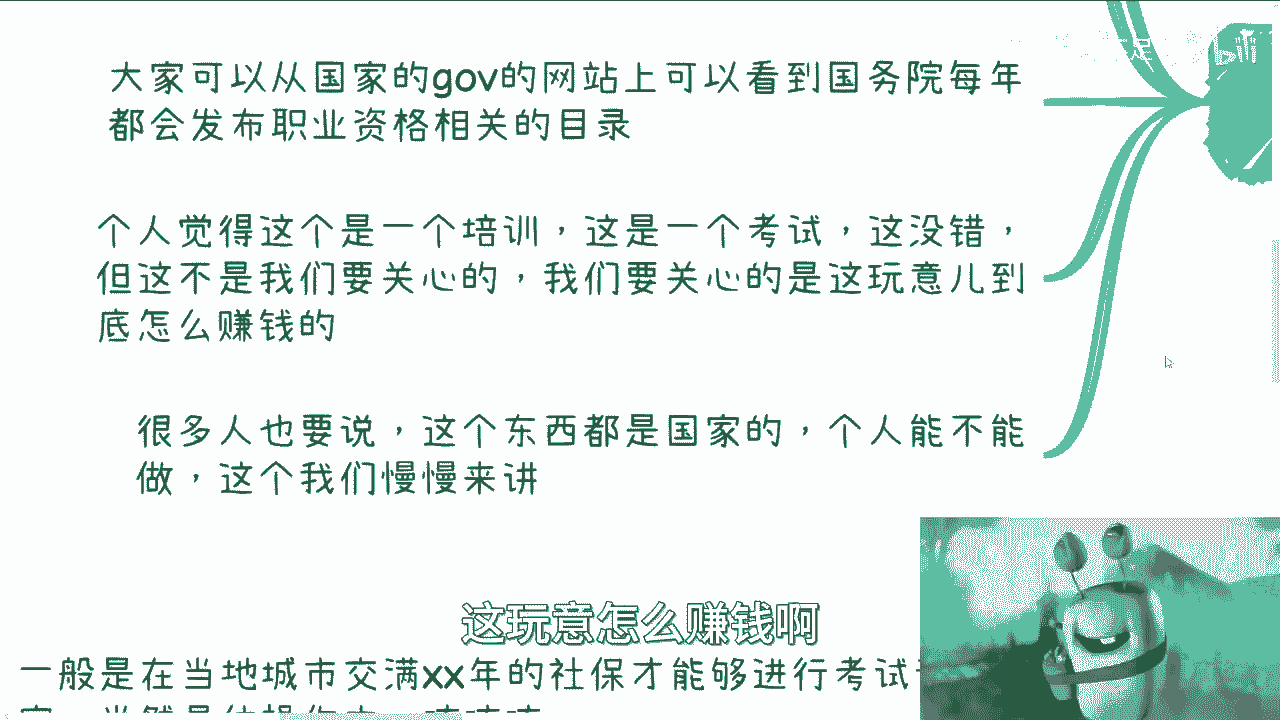 bili
大家可以从国家的gov的网站上可以看到国务院每年
都会发布职业资格相关的目录
个人觉得这个是一个培训，这是一个考试，这没错，
但这不是我们要关心的，我们要关心的是这玩意儿到
底怎么赚钱的
很多人也要说，这个东西都是国家的，个人能不能
做，这个我们慢慢来讲
这玩意怎么赚钱啊
一般是在当地城市交满xx年的社保才能够进行考试